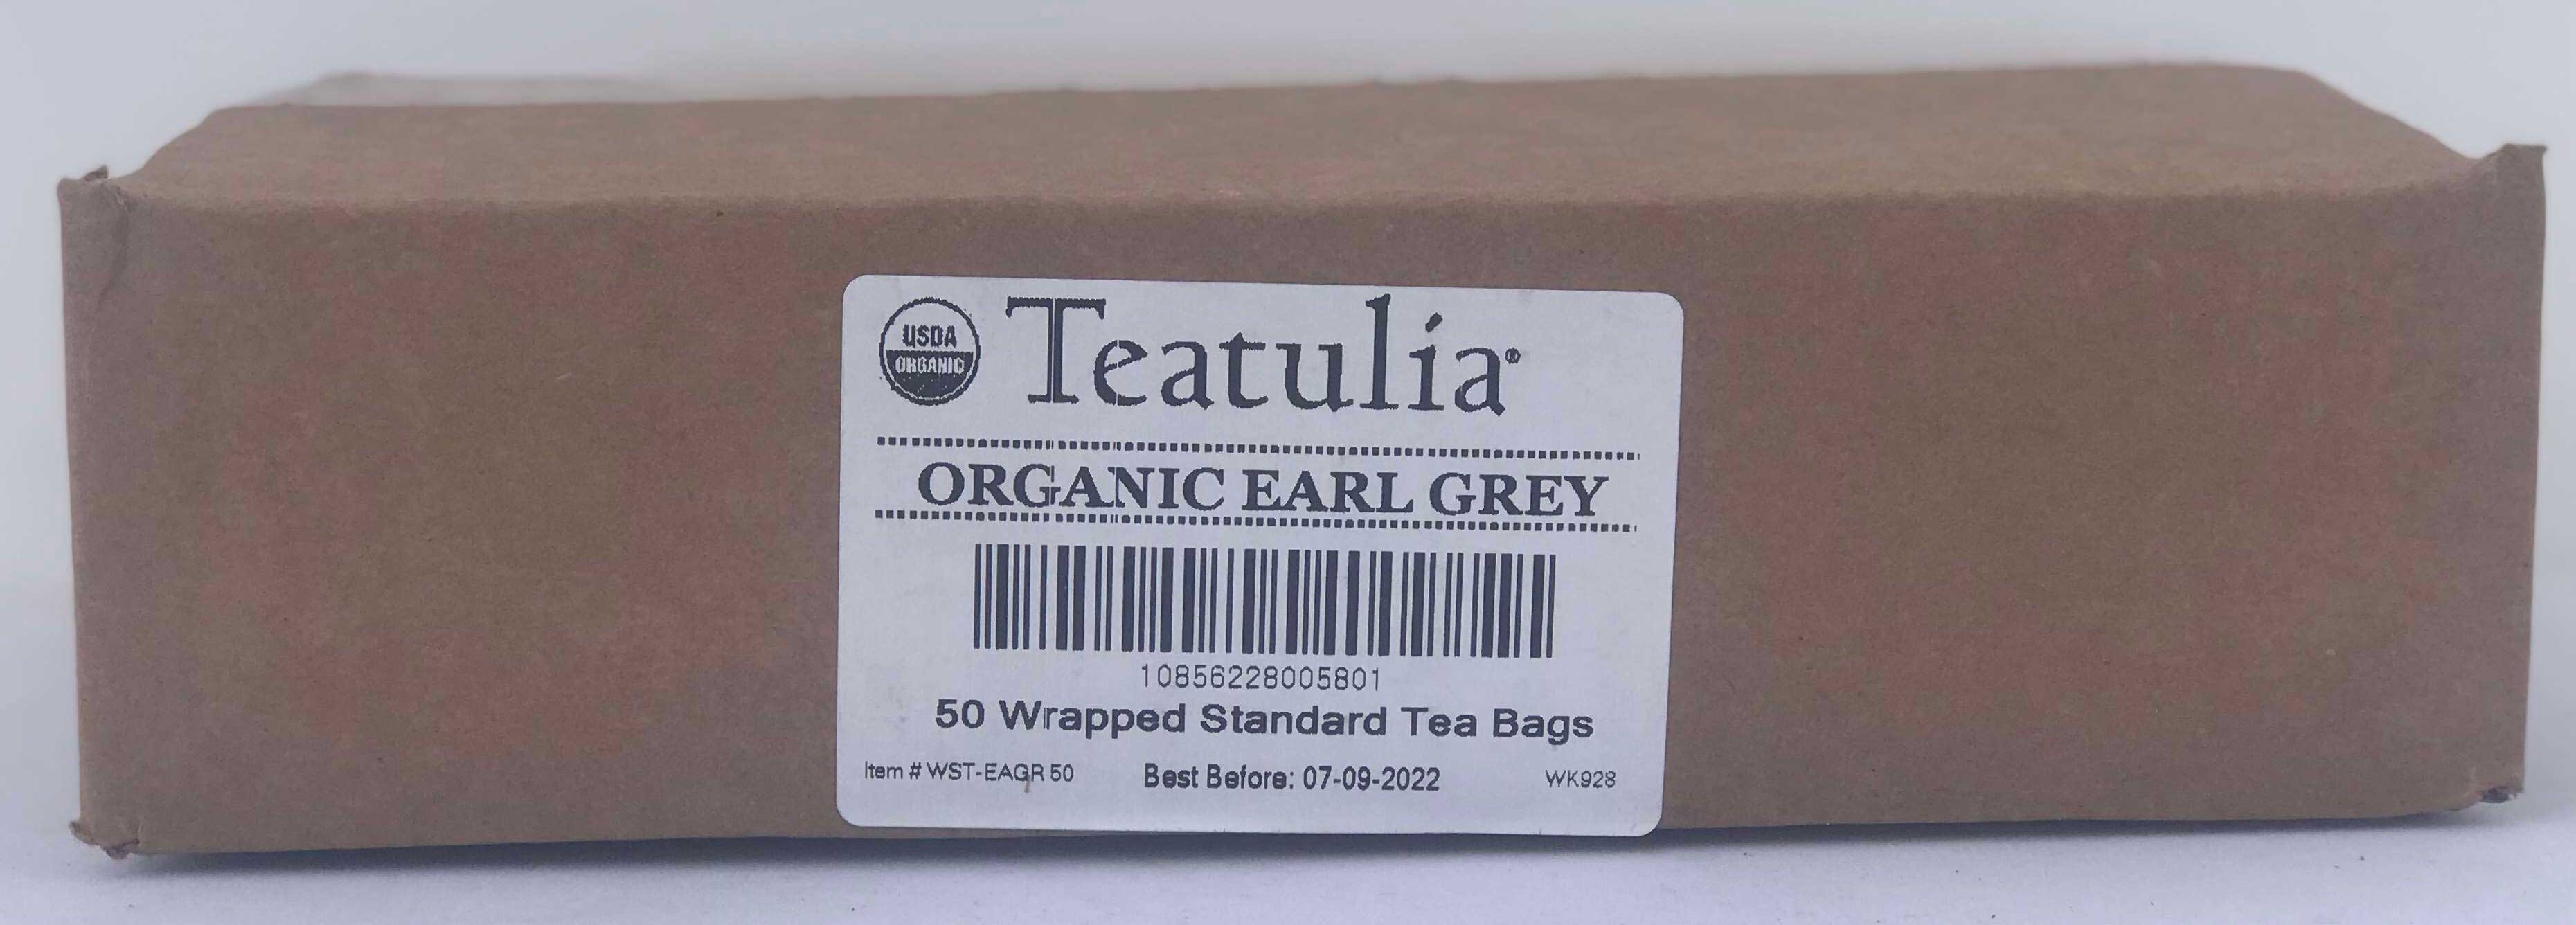 USDA
ORGANIC
Teatulia®
ORGANIC EARL GREY
10856228005801
50 Wrapped Standard Tea Bags
Item # WST-EAGR 50 Best Before: 07-09-2022 WK928